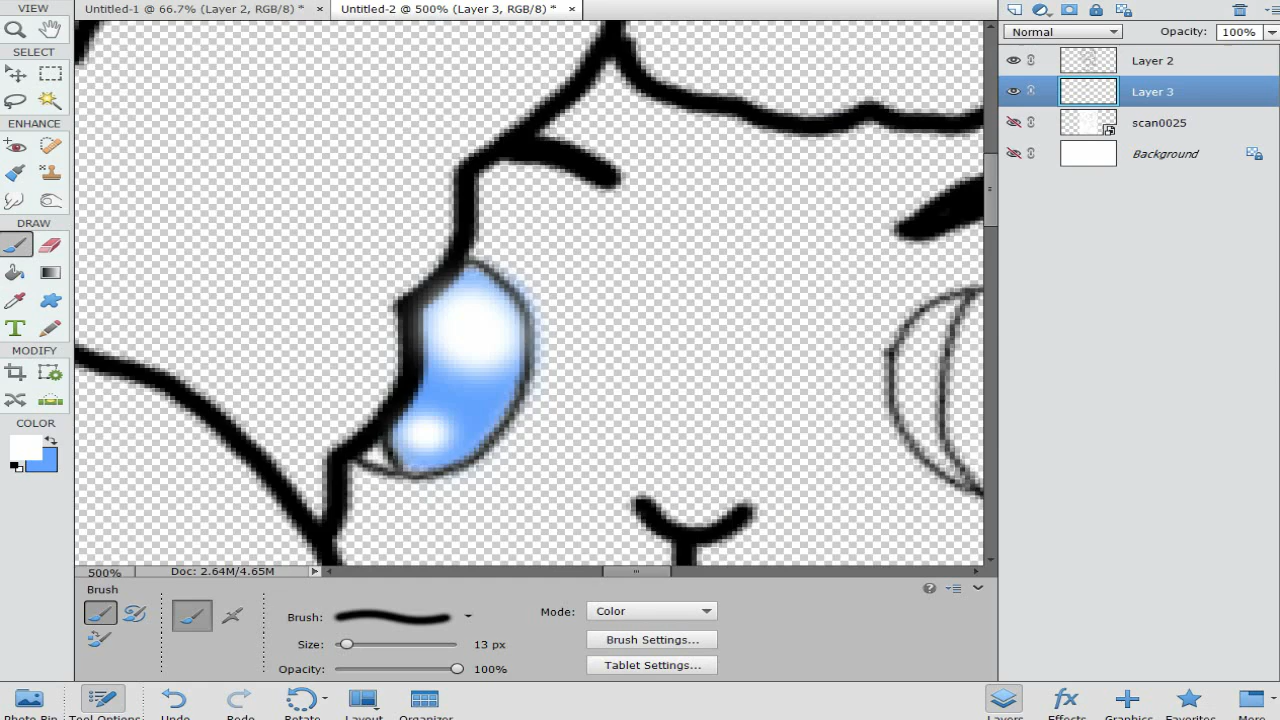 VIEW
Untitled-1 @ 66.7% (Layer 2, RGB/8) * ×
Untitled-2 @ 500% (Layer 3, RGB/8) * ×
SELECT
ENHANCE
DRAW
T
MODIFY
COLOR
Normal
Opacity: 100%
Layer 2
Layer 3
scan0025
Background
500%
Doc: 2.64M/4.65M
Brush
Brush:
Size:
13 px
Opacity:
100%
Mode:
Color
Brush Settings...
Tablet Settings...
Photo Bin
Tool Options
Undo
Redo
Rotate
Layout
Organizer
Layers
fx
Effects
Graphics
Favorites
More